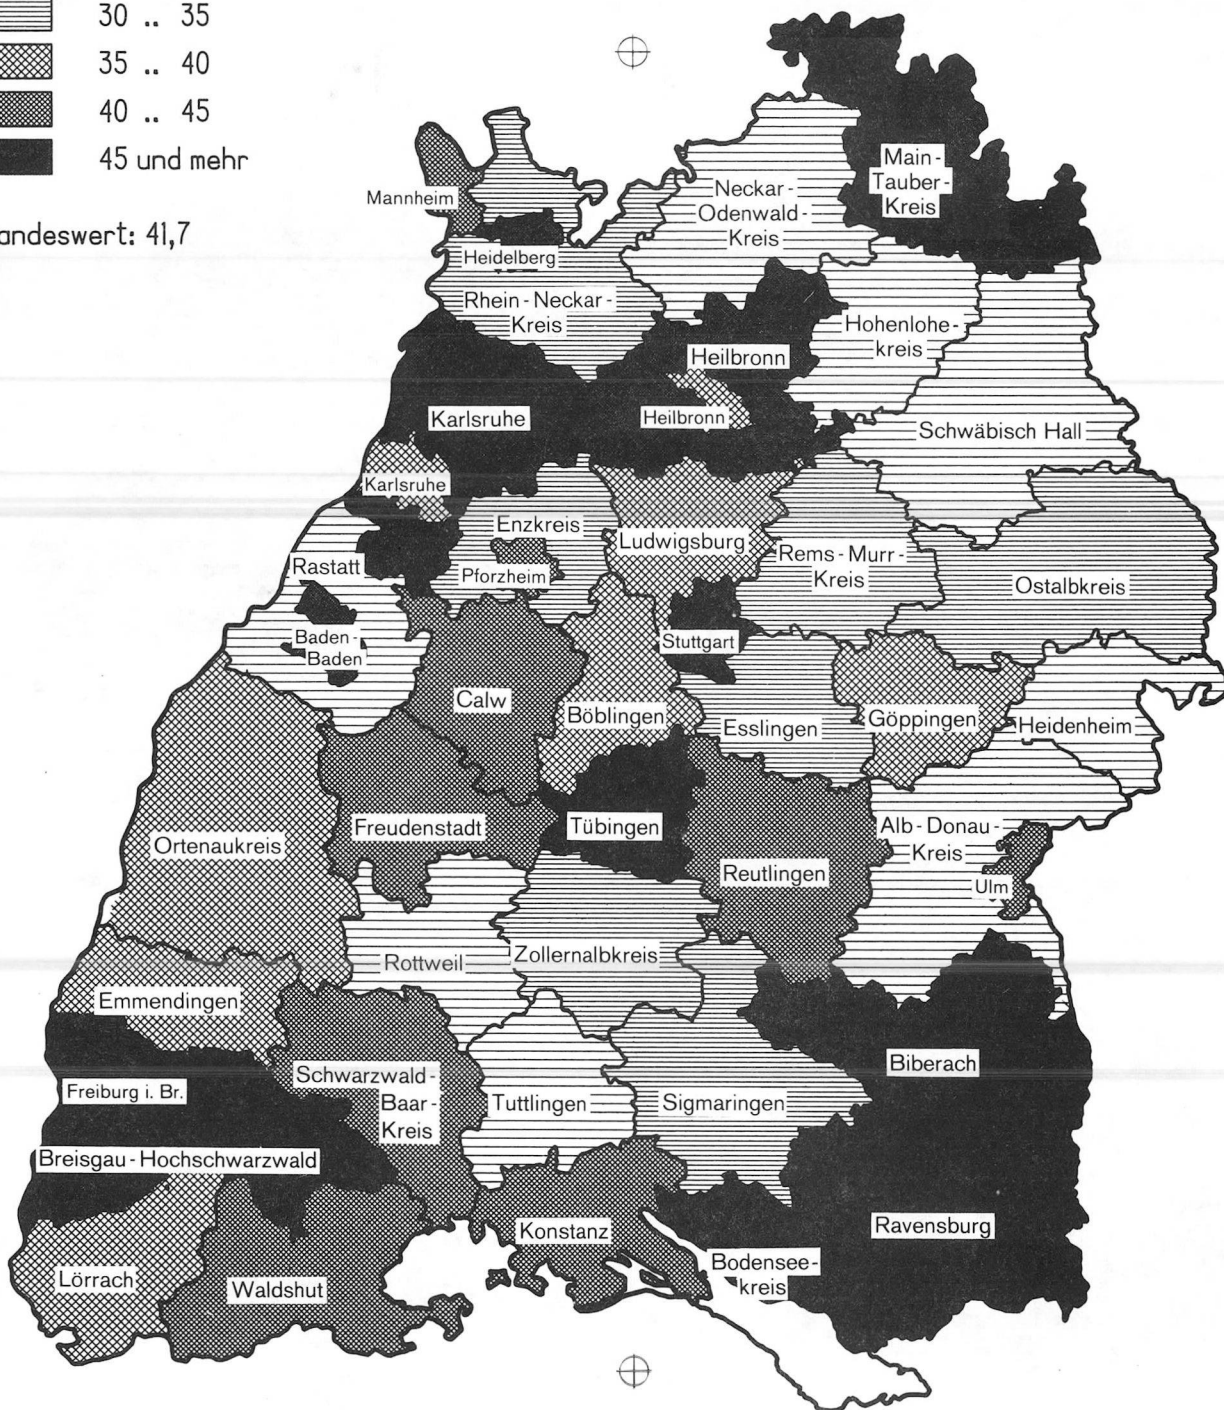 30 .. 35
35 .. 40
40 .. 45
45 und mehr
andeswert: 41,7
Main-
Tauber-
Kreis
Mannheim
Neckar-
Odenwald-
Kreis
Heidelberg
Rhein-Neckar-
Kreis
Hohenlohe-
kreis
Heilbronn
Karlsruhe
Heilbronn
Schwäbisch Hall
Karlsruhe
Enzkreis
Ludwigsburg
Rems-Murr-
Kreis
Rastatt
Pforzheim
Ostalbkreis
Baden-
Baden
Stuttgart
Calw
Böblingen
Esslingen
Göppingen
Heidenheim
Ortenaukreis
Freudenstadt
Tübingen
Alb-Donau-
Kreis
Reutlingen
Ulm
Rottweil
Zollernalbkreis
Emmendingen
Biberach
Freiburg i. Br.
Schwarzwald-
Baar-
Kreis
Tuttlingen
Sigmaringen
Breisgau-Hochschwarzwald
Ravensburg
Konstanz
Bodensee-
kreis
Lörrach
Waldshut